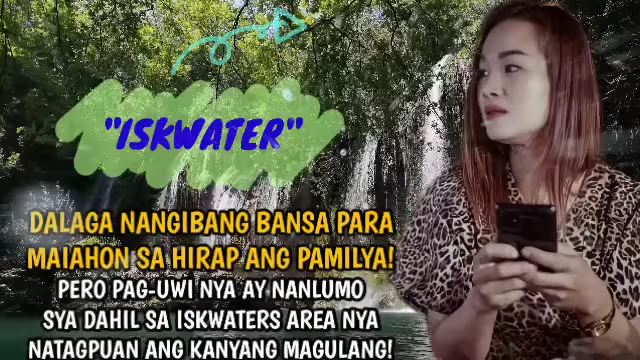 "ISKWATER"
DALAGA NANGIBANG BANSA PARA
MAIAHON SA HIRAP ANG PAMILYA!
PERO PAG-UWI NYA AY NANLUMO
SYA DAHIL SA ISKWATERS AREA NYA
NATAGPUAN ANG KANYANG MAGULANG!